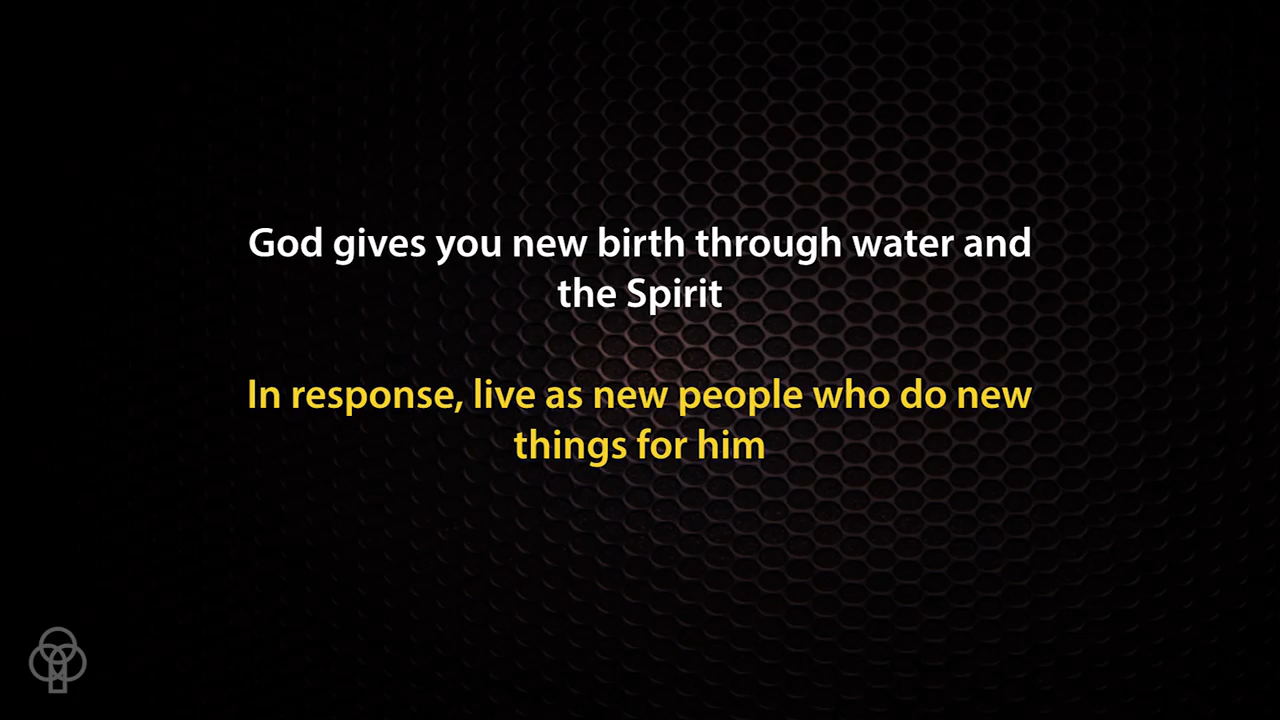 God gives you new birth through water and
the Spirit
In response, live as new people who do new
things for him